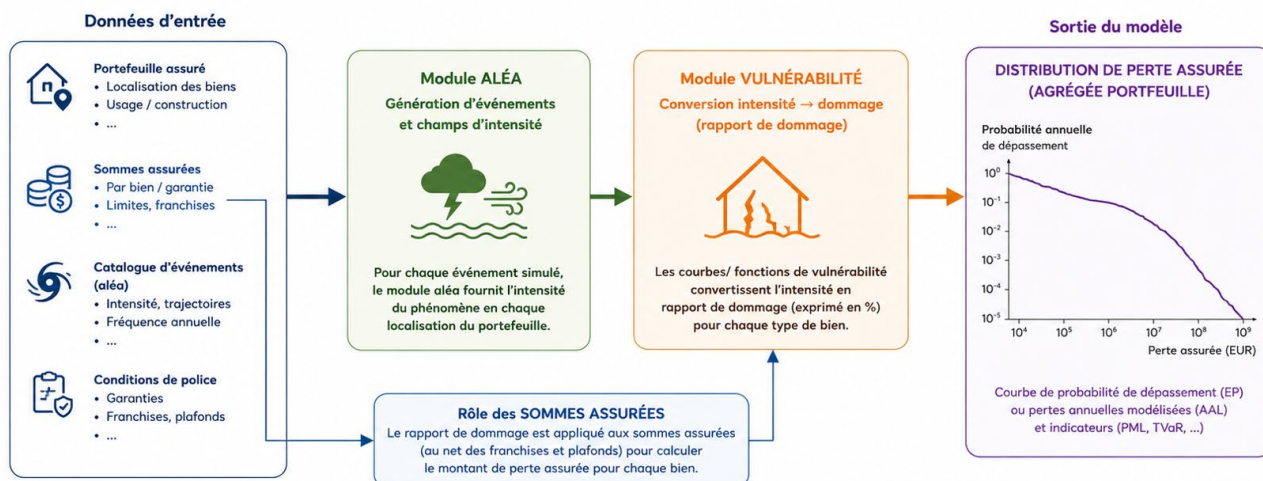 Données d'entrée
Portefeuille assuré
• Localisation des biens
• Usage / construction
• ...
Sommes assurées
• Par bien / garantie
• Limites, franchises
• ...
Catalogue d'événements
(aléa)
• Intensité, trajectoires
• Fréquence annuelle
• ...
Conditions de police
• Garanties
• Franchises, plafonds
• ...
Module ALÉA
Génération d'événements
et champs d'intensité
Pour chaque événement simulé,
le module aléa fournit l'intensité
du phénomène en chaque
localisation du portefeuille.
Module VULNÉRABILITÉ
Conversion intensité → dommage
(rapport de dommage)
Les courbes/ fonctions de vulnérabilité
convertissent l'intensité en
rapport de dommage (exprimé en %)
pour chaque type de bien.
Rôle des SOMMES ASSURÉES
Le rapport de dommage est appliqué aux sommes assurées
(au net des franchises et plafonds) pour calculer
le montant de perte assurée pour chaque bien.
Sortie du modèle
DISTRIBUTION DE PERTE ASSURÉE
(AGRÉGÉE PORTFEUILLE)
Probabilité annuelle
de dépassement
10⁰
10⁻¹
10⁻²
10⁻³
10⁻⁴
10⁻⁵
10⁴ 10⁵ 10⁶ 10⁷ 10⁸ 10⁹
Perte assurée (EUR)
Courbe de probabilité de dépassement (EP)
ou pertes annuelles modélisées (AAL)
et indicateurs (PML, TVaR, ...)